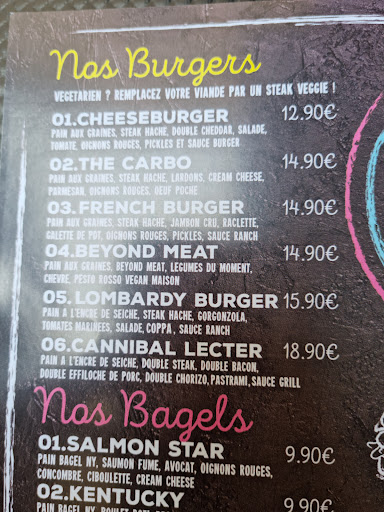 Nos Burgers
VEGETARIEN ? REMPLACEZ VOTRE VIANDE PAR UN STEAK VEGGIE !
01.CHEESEBURGER 12.90€
PAIN AUX GRAINES, STEAK HACHE, DOUBLE CHEDDAR, SALADE,
TOMATE, OIGNONS ROUGES, PICKLES ET SAUCE BURGER
02.THE CARBO 14.90€
PAIN AUX GRAINES, STEAK HACHE, LARDONS, CREAM CHEESE,
PARMESAN, OIGNONS ROUGES, OEUF POCHE
03.FRENCH BURGER 14.90€
PAIN AUX GRAINES, STEAK HACHE, JAMBON CRU, RACLETTE,
GALETTE DE PDT, OIGNONS ROUGES, PICKLES, SAUCE RANCH
04.BEYOND MEAT 14.90€
PAIN AUX GRAINES, BEYOND MEAT, LEGUMES DU MOMENT,
CHEVRE, PESTO ROSSO VEGAN MAISON
05.LOMBARDY BURGER 15.90€
PAIN A L'ENCRE DE SEICHE, STEAK HACHE, GORGONZOLA,
TOMATES MARINEES, SALADE, COPPA, SAUCE RANCH
06.CANNIBAL LECTER 18.90€
PAIN A L'ENCRE DE SEICHE, DOUBLE STEAK, DOUBLE BACON,
DOUBLE EFFILOCHE DE PORC, DOUBLE CHORIZO, PASTRAMI, SAUCE GRILL
Nos Bagels
01.SALMON STAR 9.90€
PAIN BAGEL NY, SAUMON FUME, AVOCAT, OIGNONS ROUGES,
CONCOMBRE, CIBOULETTE, CREAM CHEESE
02.KENTUCKY 9.90€
PAIN BAGEL NY,